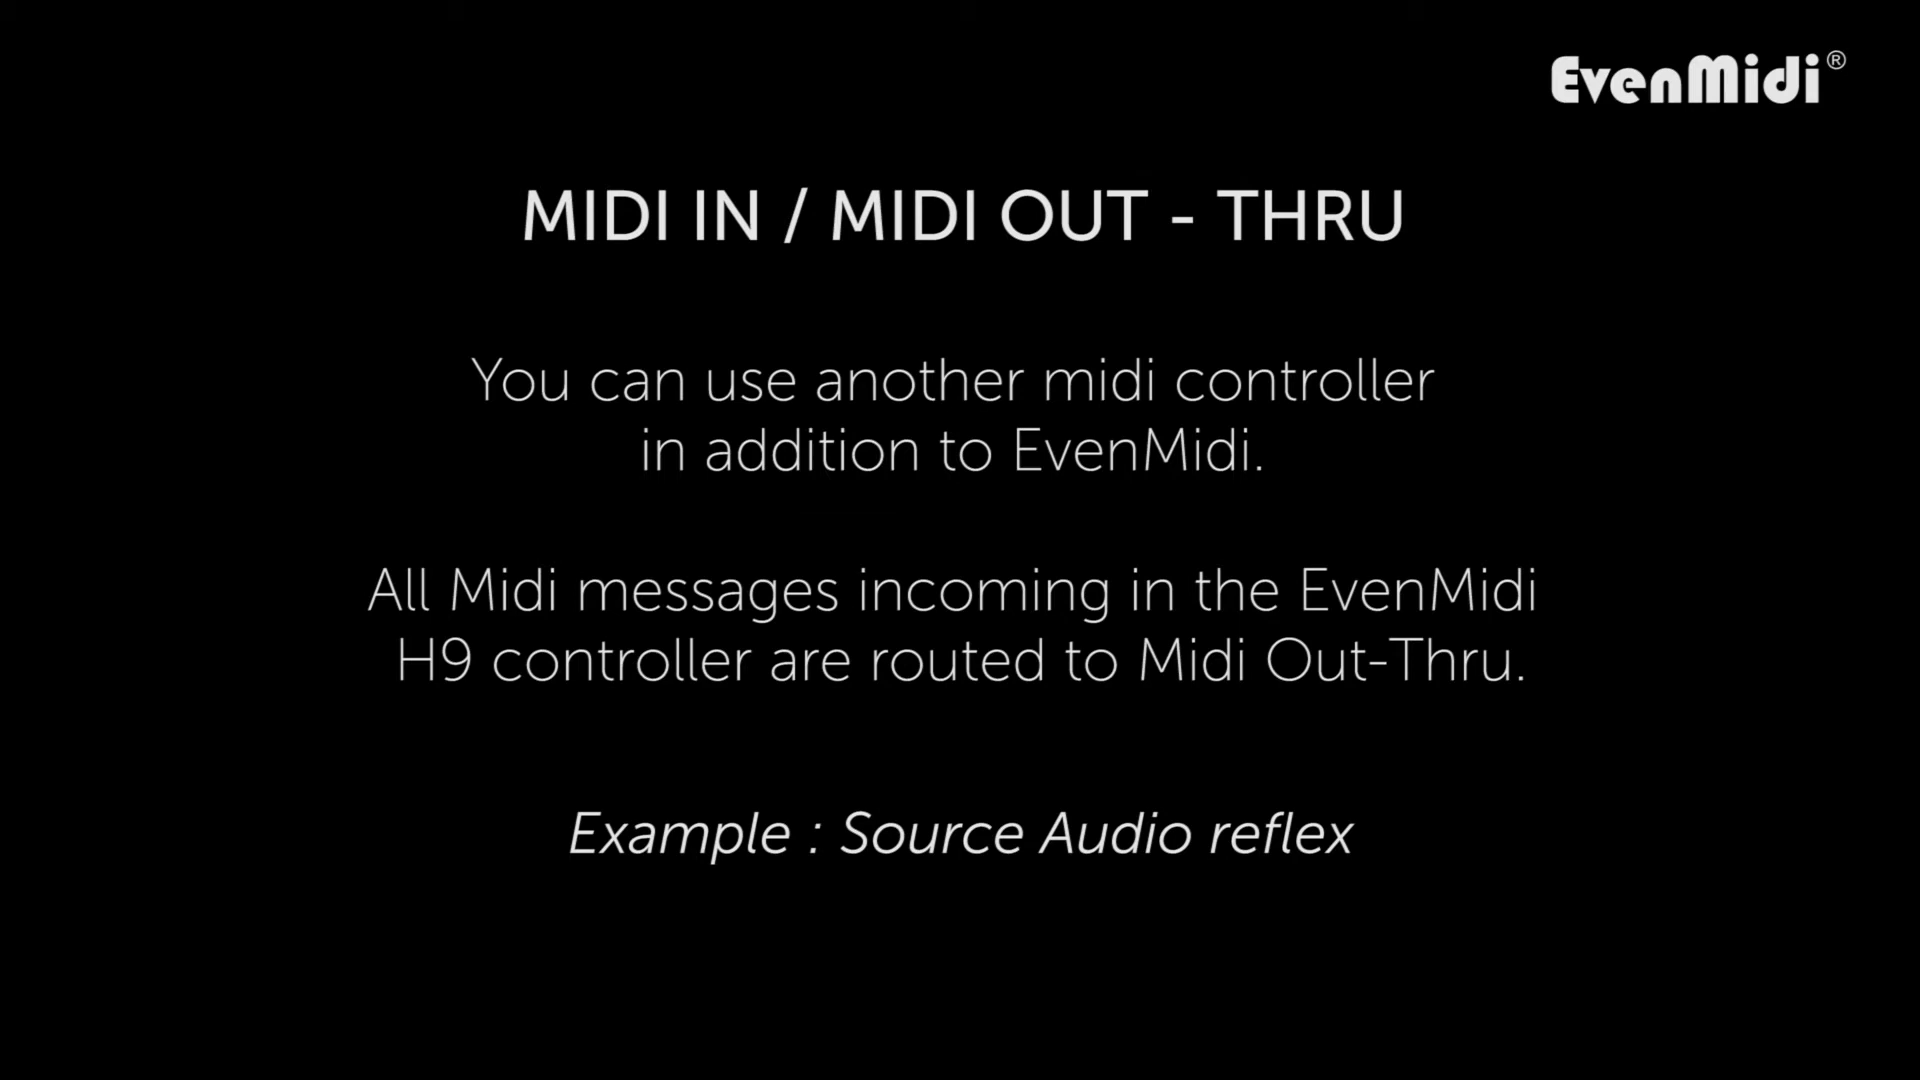 EvenMidi®
MIDI IN / MIDI OUT - THRU
You can use another midi controller
in addition to EvenMidi.
All Midi messages incoming in the EvenMidi
H9 controller are routed to Midi Out-Thru.
Example : Source Audio reflex